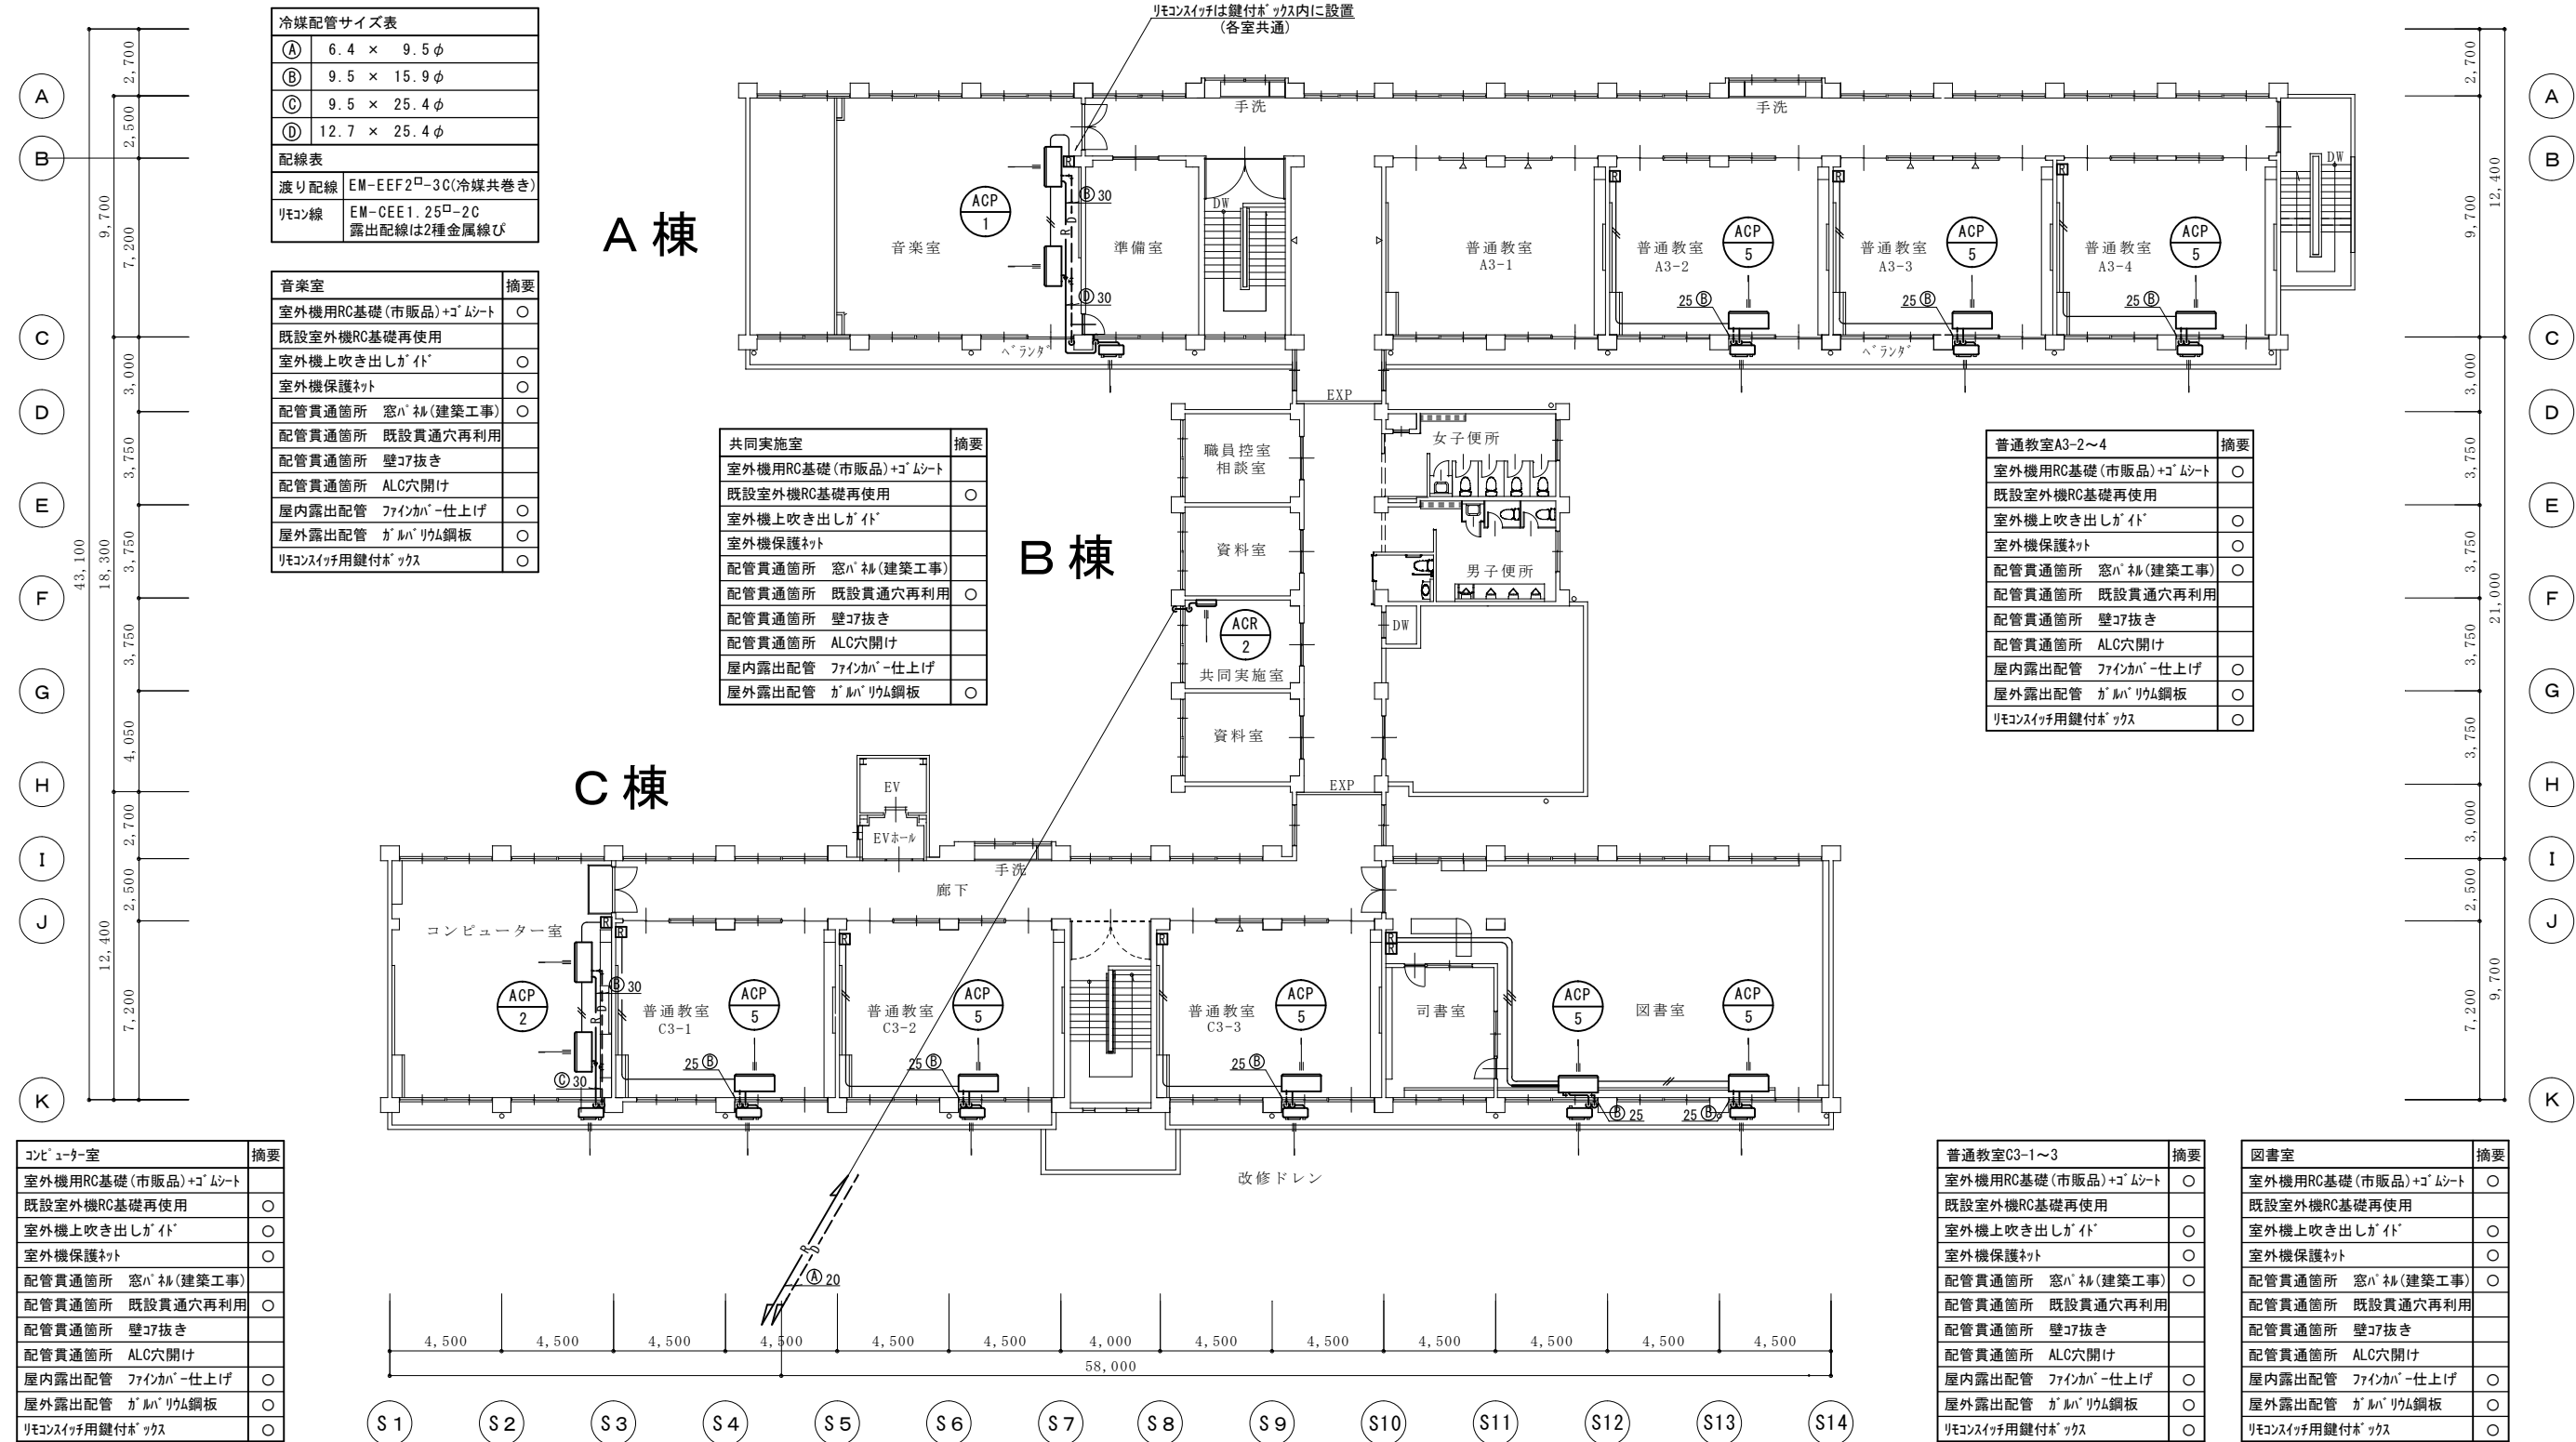 リモコンスイッチは鍵付ボックス内に設置
(各室共通)
冷媒配管サイズ表
Ⓐ 6.4 × 9.5φ
Ⓑ 9.5 × 15.9φ
Ⓒ 9.5 × 25.4φ
Ⓓ 12.7 × 25.4φ
配線表
渡り配線 EM-EEF2□-3C(冷媒共巻き)
リモコン線 EM-CEE1.25□-2C
露出配線は2種金属線ぴ
音楽室 摘要
室外機用RC基礎(市販品)+ゴムシート ○
既設室外機RC基礎再使用
室外機上吹き出しガイド ○
室外機保護ネット ○
配管貫通箇所 窓パネル(建築工事) ○
配管貫通箇所 既設貫通穴再利用
配管貫通箇所 壁コア抜き
配管貫通箇所 ALC穴開け
屋内露出配管 ファインカバー仕上げ ○
屋外露出配管 ガルバリウム鋼板 ○
リモコンスイッチ用鍵付ボックス ○
A棟
手洗
手洗
R
Ⓑ30
ACP
1
R
D
音楽室
準備室
DW
Ⓓ30
ベランダ
普通教室
A3-1
R
普通教室
A3-2
ACP
5
25Ⓑ
R
普通教室
A3-3
ACP
5
25Ⓑ
ベランダ
R
普通教室
A3-4
ACP
5
25Ⓑ
DW
EXP
共同実施室 摘要
室外機用RC基礎(市販品)+ゴムシート
既設室外機RC基礎再使用 ○
室外機上吹き出しガイド
室外機保護ネット
配管貫通箇所 窓パネル(建築工事)
配管貫通箇所 既設貫通穴再利用 ○
配管貫通箇所 壁コア抜き
配管貫通箇所 ALC穴開け
屋内露出配管 ファインカバー仕上げ
屋外露出配管 ガルバリウム鋼板 ○
B棟
職員控室
相談室
資料室
ACR
2
共同実施室
資料室
女子便所
男子便所
DW
EXP
普通教室A3-2～4 摘要
室外機用RC基礎(市販品)+ゴムシート ○
既設室外機RC基礎再使用
室外機上吹き出しガイド ○
室外機保護ネット ○
配管貫通箇所 窓パネル(建築工事) ○
配管貫通箇所 既設貫通穴再利用
配管貫通箇所 壁コア抜き
配管貫通箇所 ALC穴開け
屋内露出配管 ファインカバー仕上げ ○
屋外露出配管 ガルバリウム鋼板 ○
リモコンスイッチ用鍵付ボックス ○
C棟
EV
EVホール
手洗
廊下
コンピューター室
R
ACP
2
Ⓑ30
R
D
Ⓒ30
R
普通教室
C3-1
ACP
5
25Ⓑ
R
普通教室
C3-2
ACP
5
25Ⓑ
R
普通教室
C3-3
ACP
5
25Ⓑ
R
R
司書室
ACP
5
図書室
ACP
5
Ⓑ25
25Ⓑ
改修ドレン
R
D
Ⓐ20
コンピューター室 摘要
室外機用RC基礎(市販品)+ゴムシート
既設室外機RC基礎再使用 ○
室外機上吹き出しガイド ○
室外機保護ネット ○
配管貫通箇所 窓パネル(建築工事)
配管貫通箇所 既設貫通穴再利用 ○
配管貫通箇所 壁コア抜き
配管貫通箇所 ALC穴開け
屋内露出配管 ファインカバー仕上げ ○
屋外露出配管 ガルバリウム鋼板 ○
リモコンスイッチ用鍵付ボックス ○
普通教室C3-1～3 摘要
室外機用RC基礎(市販品)+ゴムシート ○
既設室外機RC基礎再使用
室外機上吹き出しガイド ○
室外機保護ネット ○
配管貫通箇所 窓パネル(建築工事) ○
配管貫通箇所 既設貫通穴再利用
配管貫通箇所 壁コア抜き
配管貫通箇所 ALC穴開け
屋内露出配管 ファインカバー仕上げ ○
屋外露出配管 ガルバリウム鋼板 ○
リモコンスイッチ用鍵付ボックス ○
図書室 摘要
室外機用RC基礎(市販品)+ゴムシート ○
既設室外機RC基礎再使用
室外機上吹き出しガイド ○
室外機保護ネット ○
配管貫通箇所 窓パネル(建築工事) ○
配管貫通箇所 既設貫通穴再利用
配管貫通箇所 壁コア抜き
配管貫通箇所 ALC穴開け
屋内露出配管 ファインカバー仕上げ ○
屋外露出配管 ガルバリウム鋼板 ○
リモコンスイッチ用鍵付ボックス ○
A
B
C
D
E
F
G
H
I
J
K
43,100
9,700
18,300
12,400
2,700
2,500
7,200
3,000
3,750
3,750
3,750
4,050
2,700
2,500
7,200
2,700
9,700
3,000
3,750
3,750
3,750
3,750
3,000
2,500
7,200
12,400
21,000
9,700
A
B
C
D
E
F
G
H
I
J
K
4,500 4,500 4,500 4,500 4,500 4,500 4,000 4,500 4,500 4,500 4,500 4,500 4,500
58,000
S1 S2 S3 S4 S5 S6 S7 S8 S9 S10 S11 S12 S13 S14